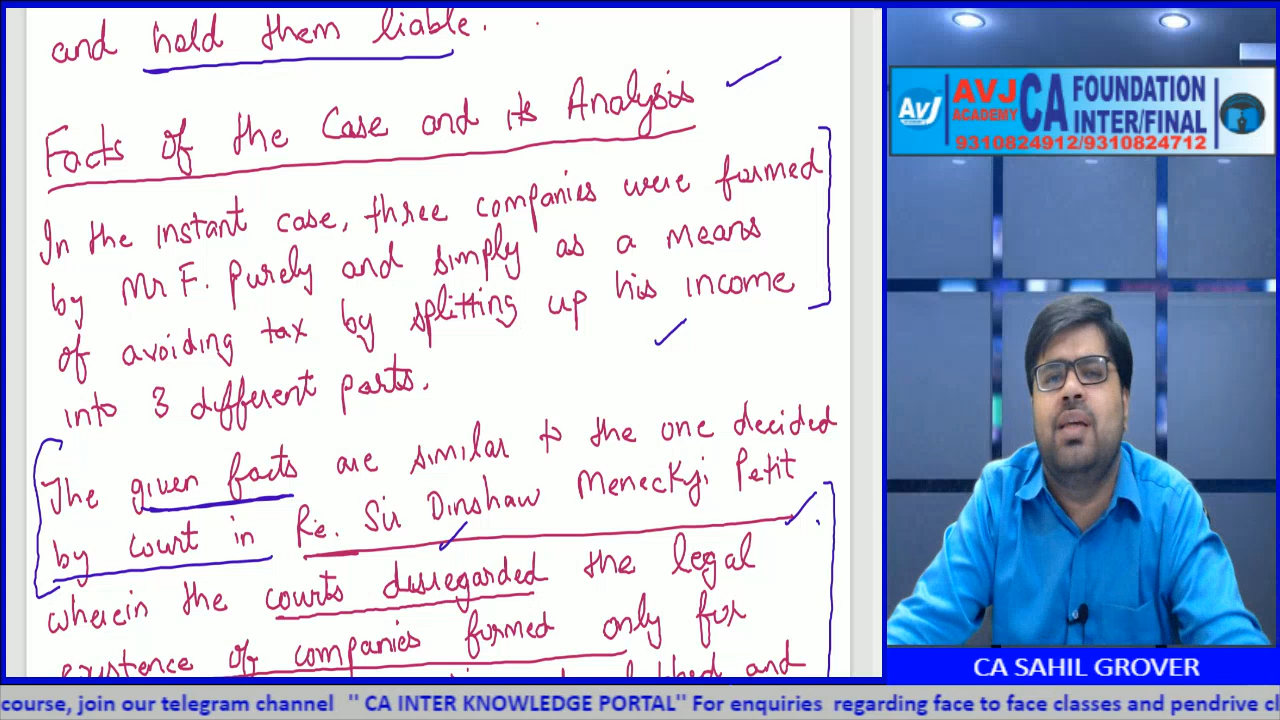 and hold them liable.
Facts of the Case and its Analysis
In the instant case, three companies were formed
by Mr F. purely and simply as a means
of avoiding tax by splitting up his income
into 3 different parts.
The given facts are similar to the one decided
by court in Re. Sir Dinshaw Meneckji Petit
wherein the courts disregarded the legal
existence of companies formed only for
and
AVJ
AVJ
ACADEMY
CA
FOUNDATION
INTER/FINAL
9310824912/9310824712
CA SAHIL GROVER
course, join our telegram channel " CA INTER KNOWLEDGE PORTAL" For enquiries regarding face to face classes and pendrive cl